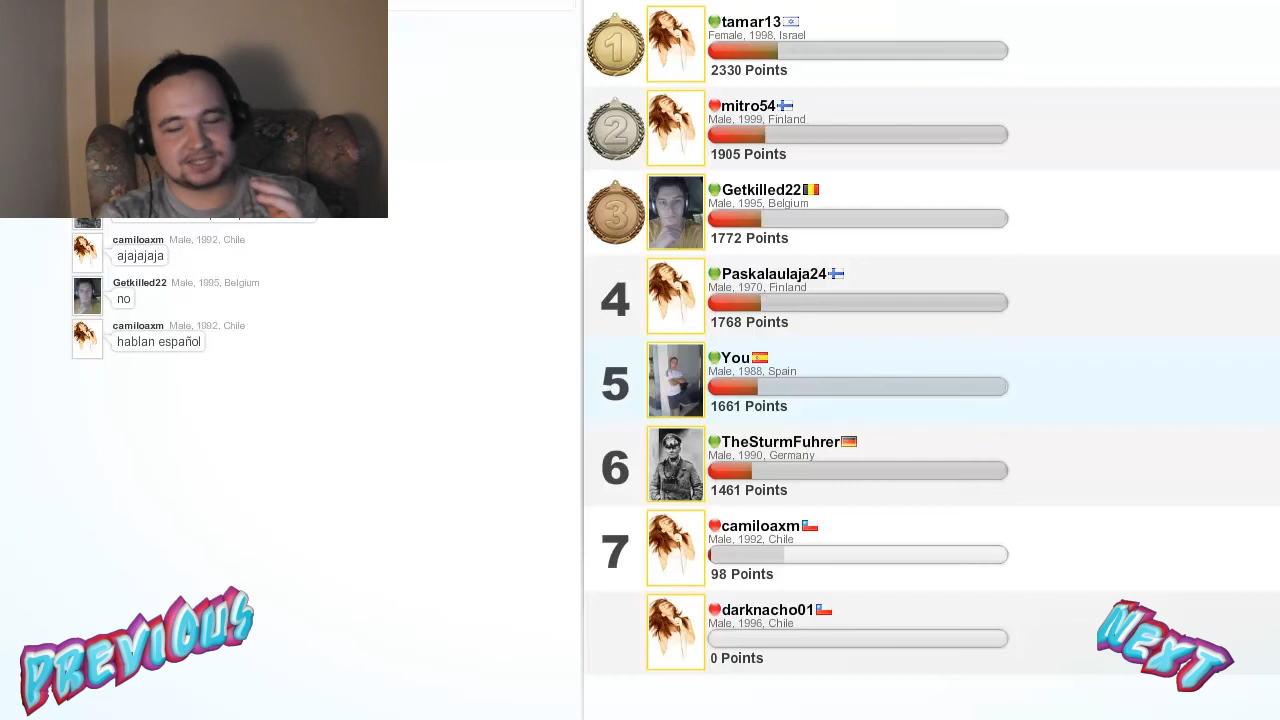 camiloaxm Male, 1992, Chile
ajajajaja
Getkilled22 Male, 1995, Belgium
no
camiloaxm Male, 1992, Chile
hablan español
1
tamar13
Female, 1998, Israel
2330 Points
2
mitro54
Male, 1999, Finland
1905 Points
3
Getkilled22
Male, 1995, Belgium
1772 Points
4
Paskalaulaja24
Male, 1970, Finland
1768 Points
5
You
Male, 1988, Spain
1661 Points
6
TheSturmFuhrer
Male, 1990, Germany
1461 Points
7
camiloaxm
Male, 1992, Chile
98 Points
darknacho01
Male, 1996, Chile
0 Points
PREVIOUS
NEXT